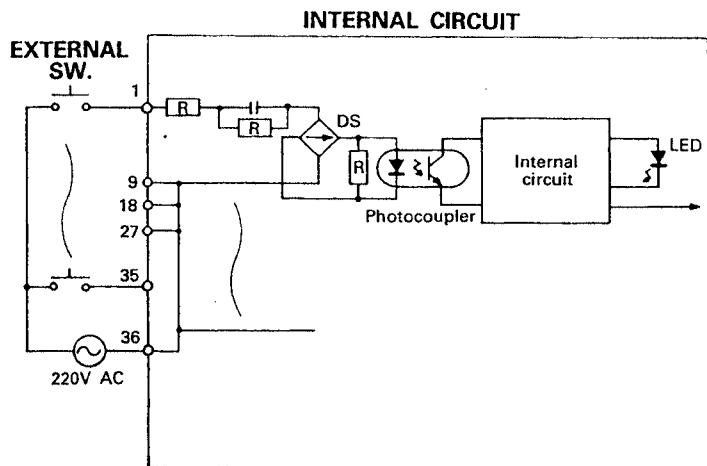 INTERNAL CIRCUIT
EXTERNAL
SW.
1
R
R
DS
R
9
18
27
35
36
220V AC
Photocoupler
Internal
circuit
LED